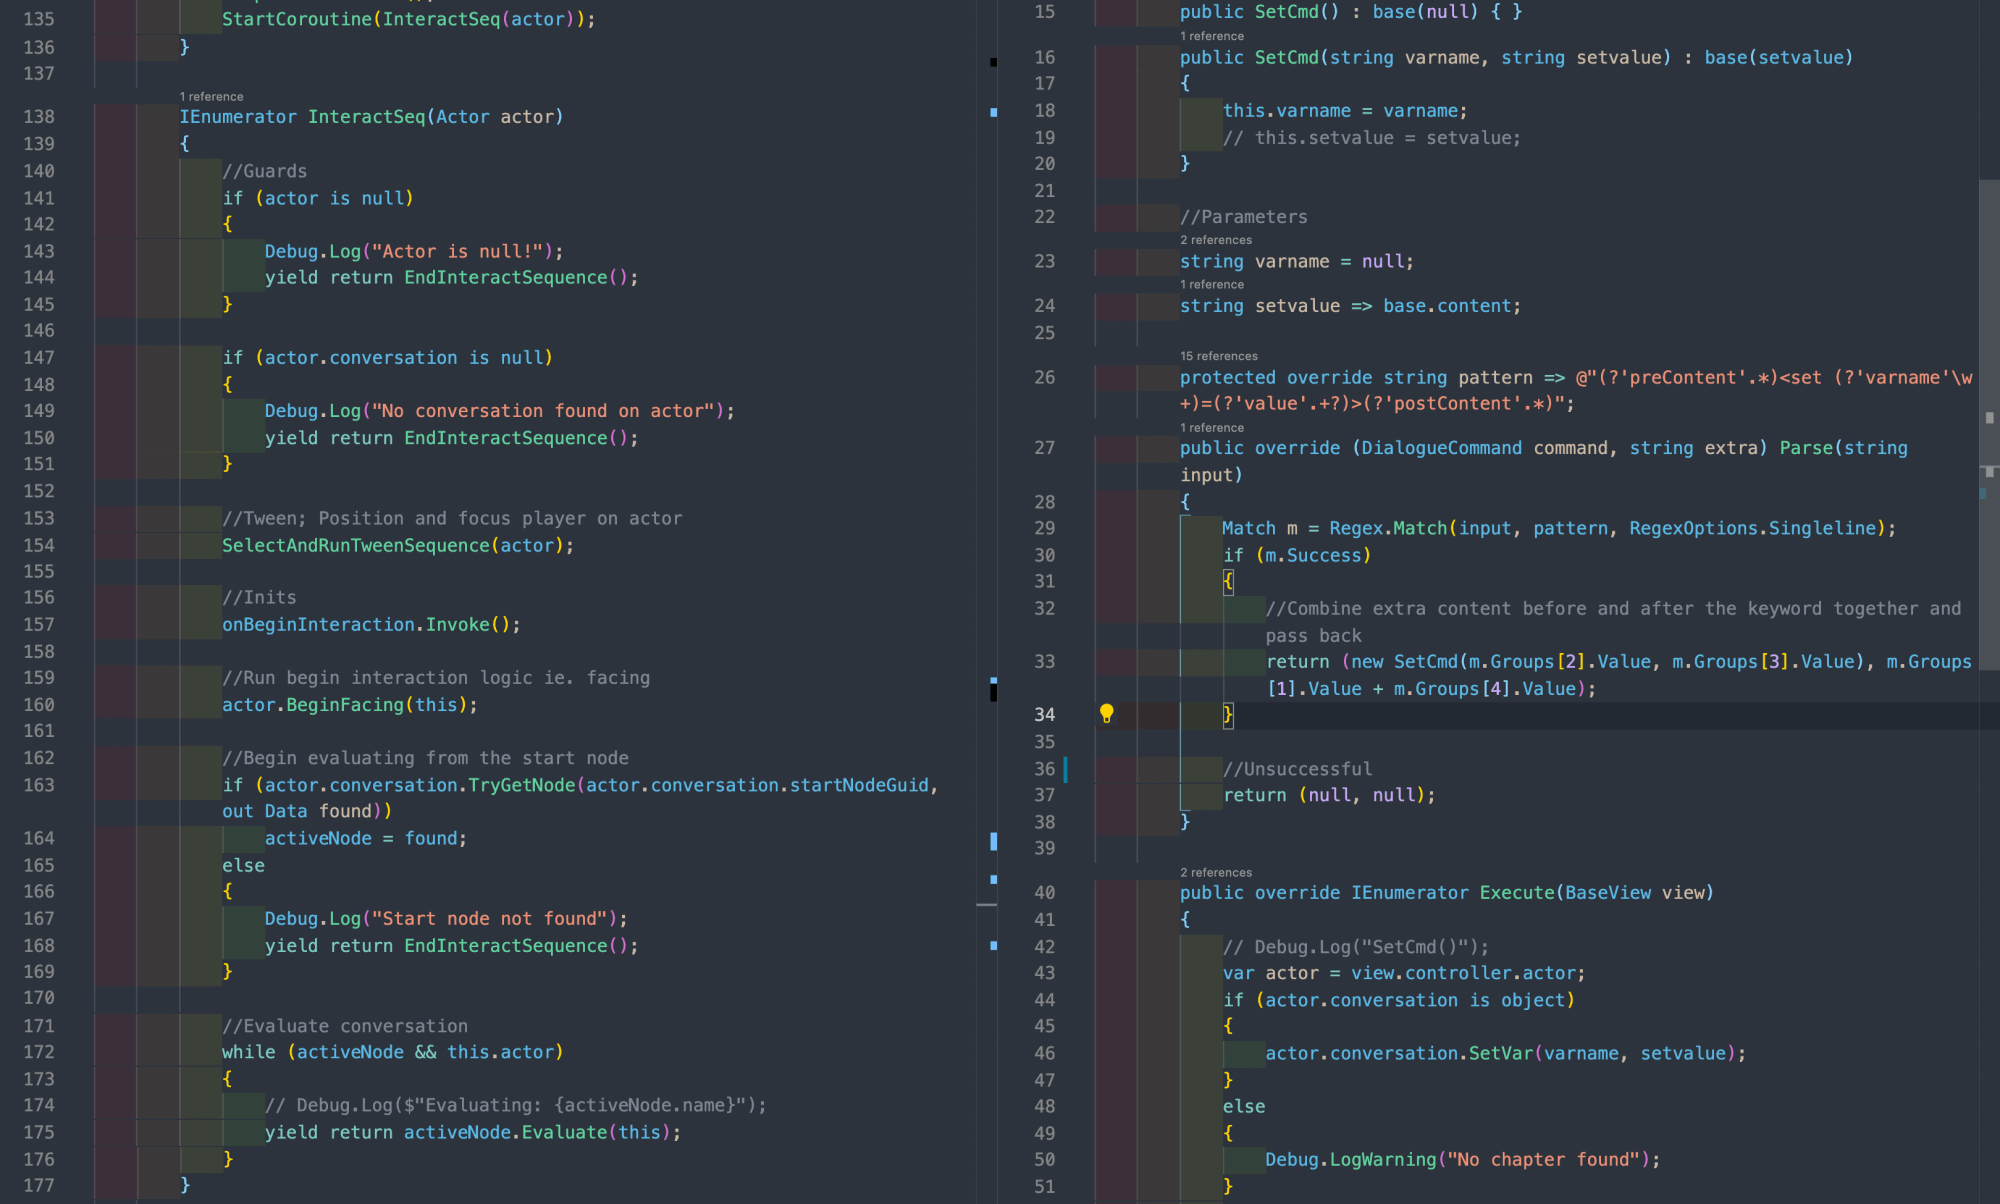 135 StartCoroutine(InteractSeq(actor));
136 }
137
1 reference
138 IEnumerator InteractSeq(Actor actor)
139 {
140 //Guards
141 if (actor is null)
142 {
143 Debug.Log("Actor is null!");
144 yield return EndInteractSequence();
145 }
146
147 if (actor.conversation is null)
148 {
149 Debug.Log("No conversation found on actor");
150 yield return EndInteractSequence();
151 }
152
153 //Tween; Position and focus player on actor
154 SelectAndRunTweenSequence(actor);
155
156 //Inits
157 onBeginInteraction.Invoke();
158
159 //Run begin interaction logic ie. facing
160 actor.BeginFacing(this);
161
162 //Begin evaluating from the start node
163 if (actor.conversation.TryGetNode(actor.conversation.startNodeGuid,
out Data found))
164 activeNode = found;
165 else
166 {
167 Debug.Log("Start node not found");
168 yield return EndInteractSequence();
169 }
170
171 //Evaluate conversation
172 while (activeNode && this.actor)
173 {
174 // Debug.Log($"Evaluating: {activeNode.name}");
175 yield return activeNode.Evaluate(this);
176 }
177 }
15 public SetCmd() : base(null) { }
1 reference
16 public SetCmd(string varname, string setvalue) : base(setvalue)
17 {
18 this.varname = varname;
19 // this.setvalue = setvalue;
20 }
21
22 //Parameters
2 references
23 string varname = null;
1 reference
24 string setvalue => base.content;
25
15 references
26 protected override string pattern => @"(?'preContent'.*)<set (?'varname'\w
+)=(?'value'.+?)>(?'postContent'.*)";
1 reference
27 public override (DialogueCommand command, string extra) Parse(string
input)
28 {
29 Match m = Regex.Match(input, pattern, RegexOptions.Singleline);
30 if (m.Success)
31 {
32 //Combine extra content before and after the keyword together and
pass back
33 return (new SetCmd(m.Groups[2].Value, m.Groups[3].Value), m.Groups
[1].Value + m.Groups[4].Value);
34 }
35
36 //Unsuccessful
37 return (null, null);
38 }
39
2 references
40 public override IEnumerator Execute(BaseView view)
41 {
42 // Debug.Log("SetCmd()");
43 var actor = view.controller.actor;
44 if (actor.conversation is object)
45 {
46 actor.conversation.SetVar(varname, setvalue);
47 }
48 else
49 {
50 Debug.LogWarning("No chapter found");
51 }